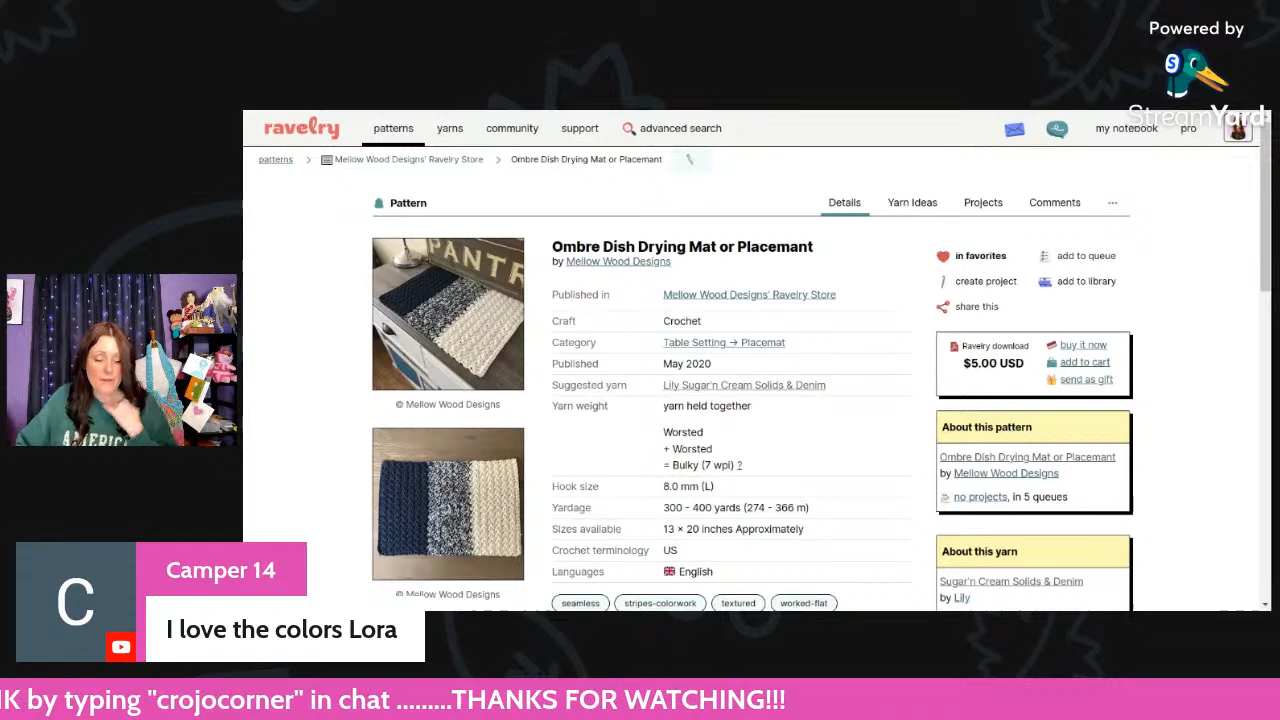 Powered by
StreamYard
ravelry
patterns yarns community support advanced search my notebook pro
patterns > Mellow Wood Designs' Ravelry Store > Ombre Dish Drying Mat or Placemant
Pattern
Details Yarn Ideas Projects Comments ...
PANTRY
© Mellow Wood Designs
© Mellow Wood Designs
Ombre Dish Drying Mat or Placemant
by Mellow Wood Designs
Published in Mellow Wood Designs' Ravelry Store
Craft Crochet
Category Table Setting → Placemat
Published May 2020
Suggested yarn Lily Sugar'n Cream Solids & Denim
Yarn weight yarn held together
Worsted
+ Worsted
= Bulky (7 wpi) ?
Hook size 8.0 mm (L)
Yardage 300 - 400 yards (274 - 366 m)
Sizes available 13 x 20 inches Approximately
Crochet terminology US
Languages English
seamless stripes-colorwork textured worked-flat
in favorites add to queue
create project add to library
share this
Ravelry download
$5.00 USD
buy it now
add to cart
send as gift
About this pattern
Ombre Dish Drying Mat or Placemant
by Mellow Wood Designs
no projects, in 5 queues
About this yarn
Sugar'n Cream Solids & Denim
by Lily
AMERIC
C
Camper 14
I love the colors Lora
NK by typing "crojocorner" in chat .........THANKS FOR WATCHING!!!